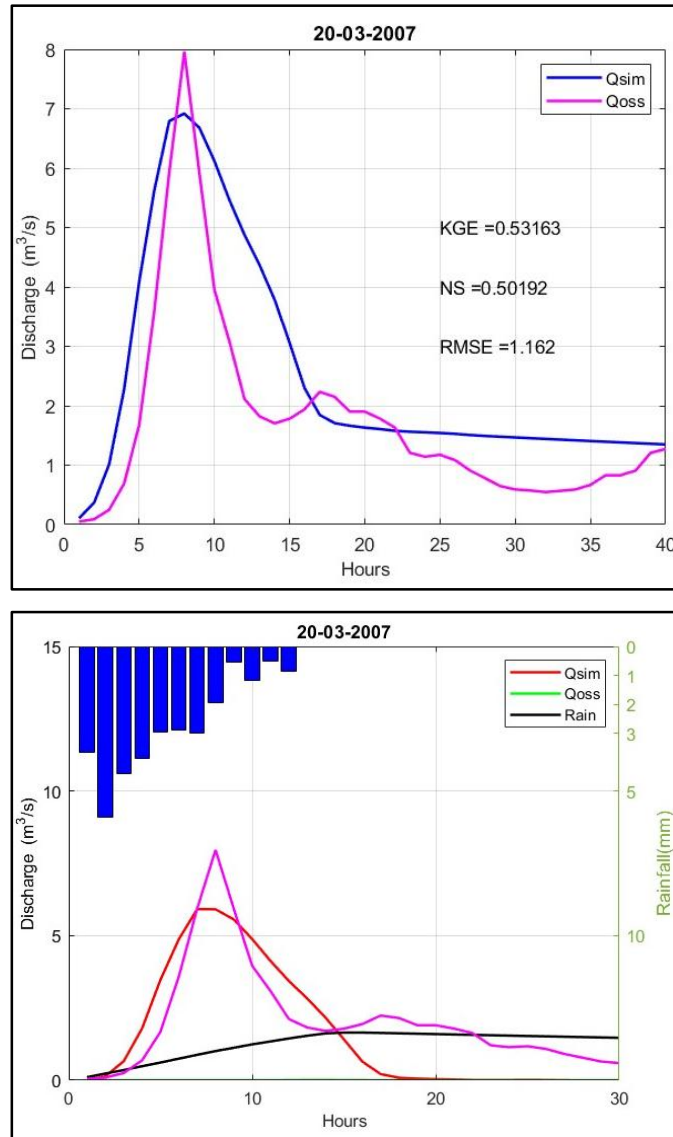 20-03-2007
8
7
6
5
4
3
2
1
0
Discharge (m³/s)
Qsim
Qoss
KGE =0.53163
NS =0.50192
RMSE =1.162
0 5 10 15 20 25 30 35 40
Hours
20-03-2007
15
10
5
0
Discharge (m³/s)
Qsim
Qoss
Rain
0
1
2
3
5
10
Rainfall(mm)
0 10 20 30
Hours